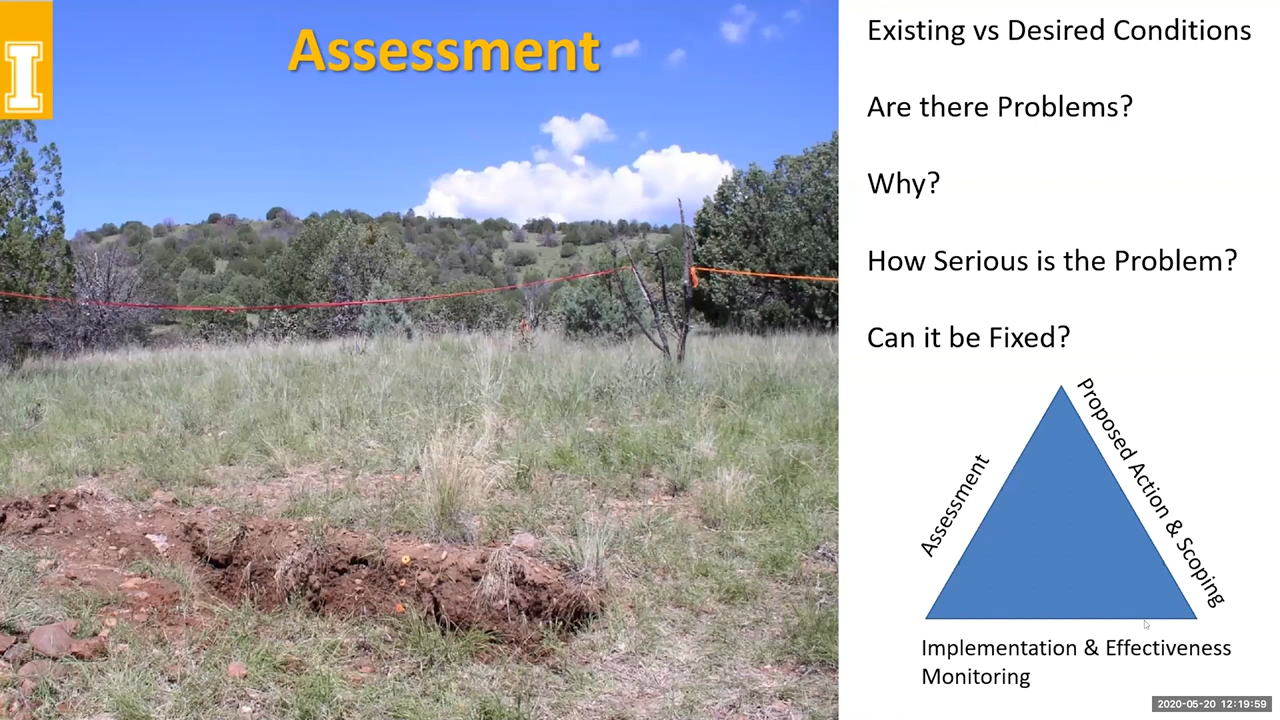 I
Assessment
Existing vs Desired Conditions
Are there Problems?
Why?
How Serious is the Problem?
Can it be Fixed?
Assessment
Proposed Action & Scoping
Implementation & Effectiveness
Monitoring
2020-05-20 12:19:59